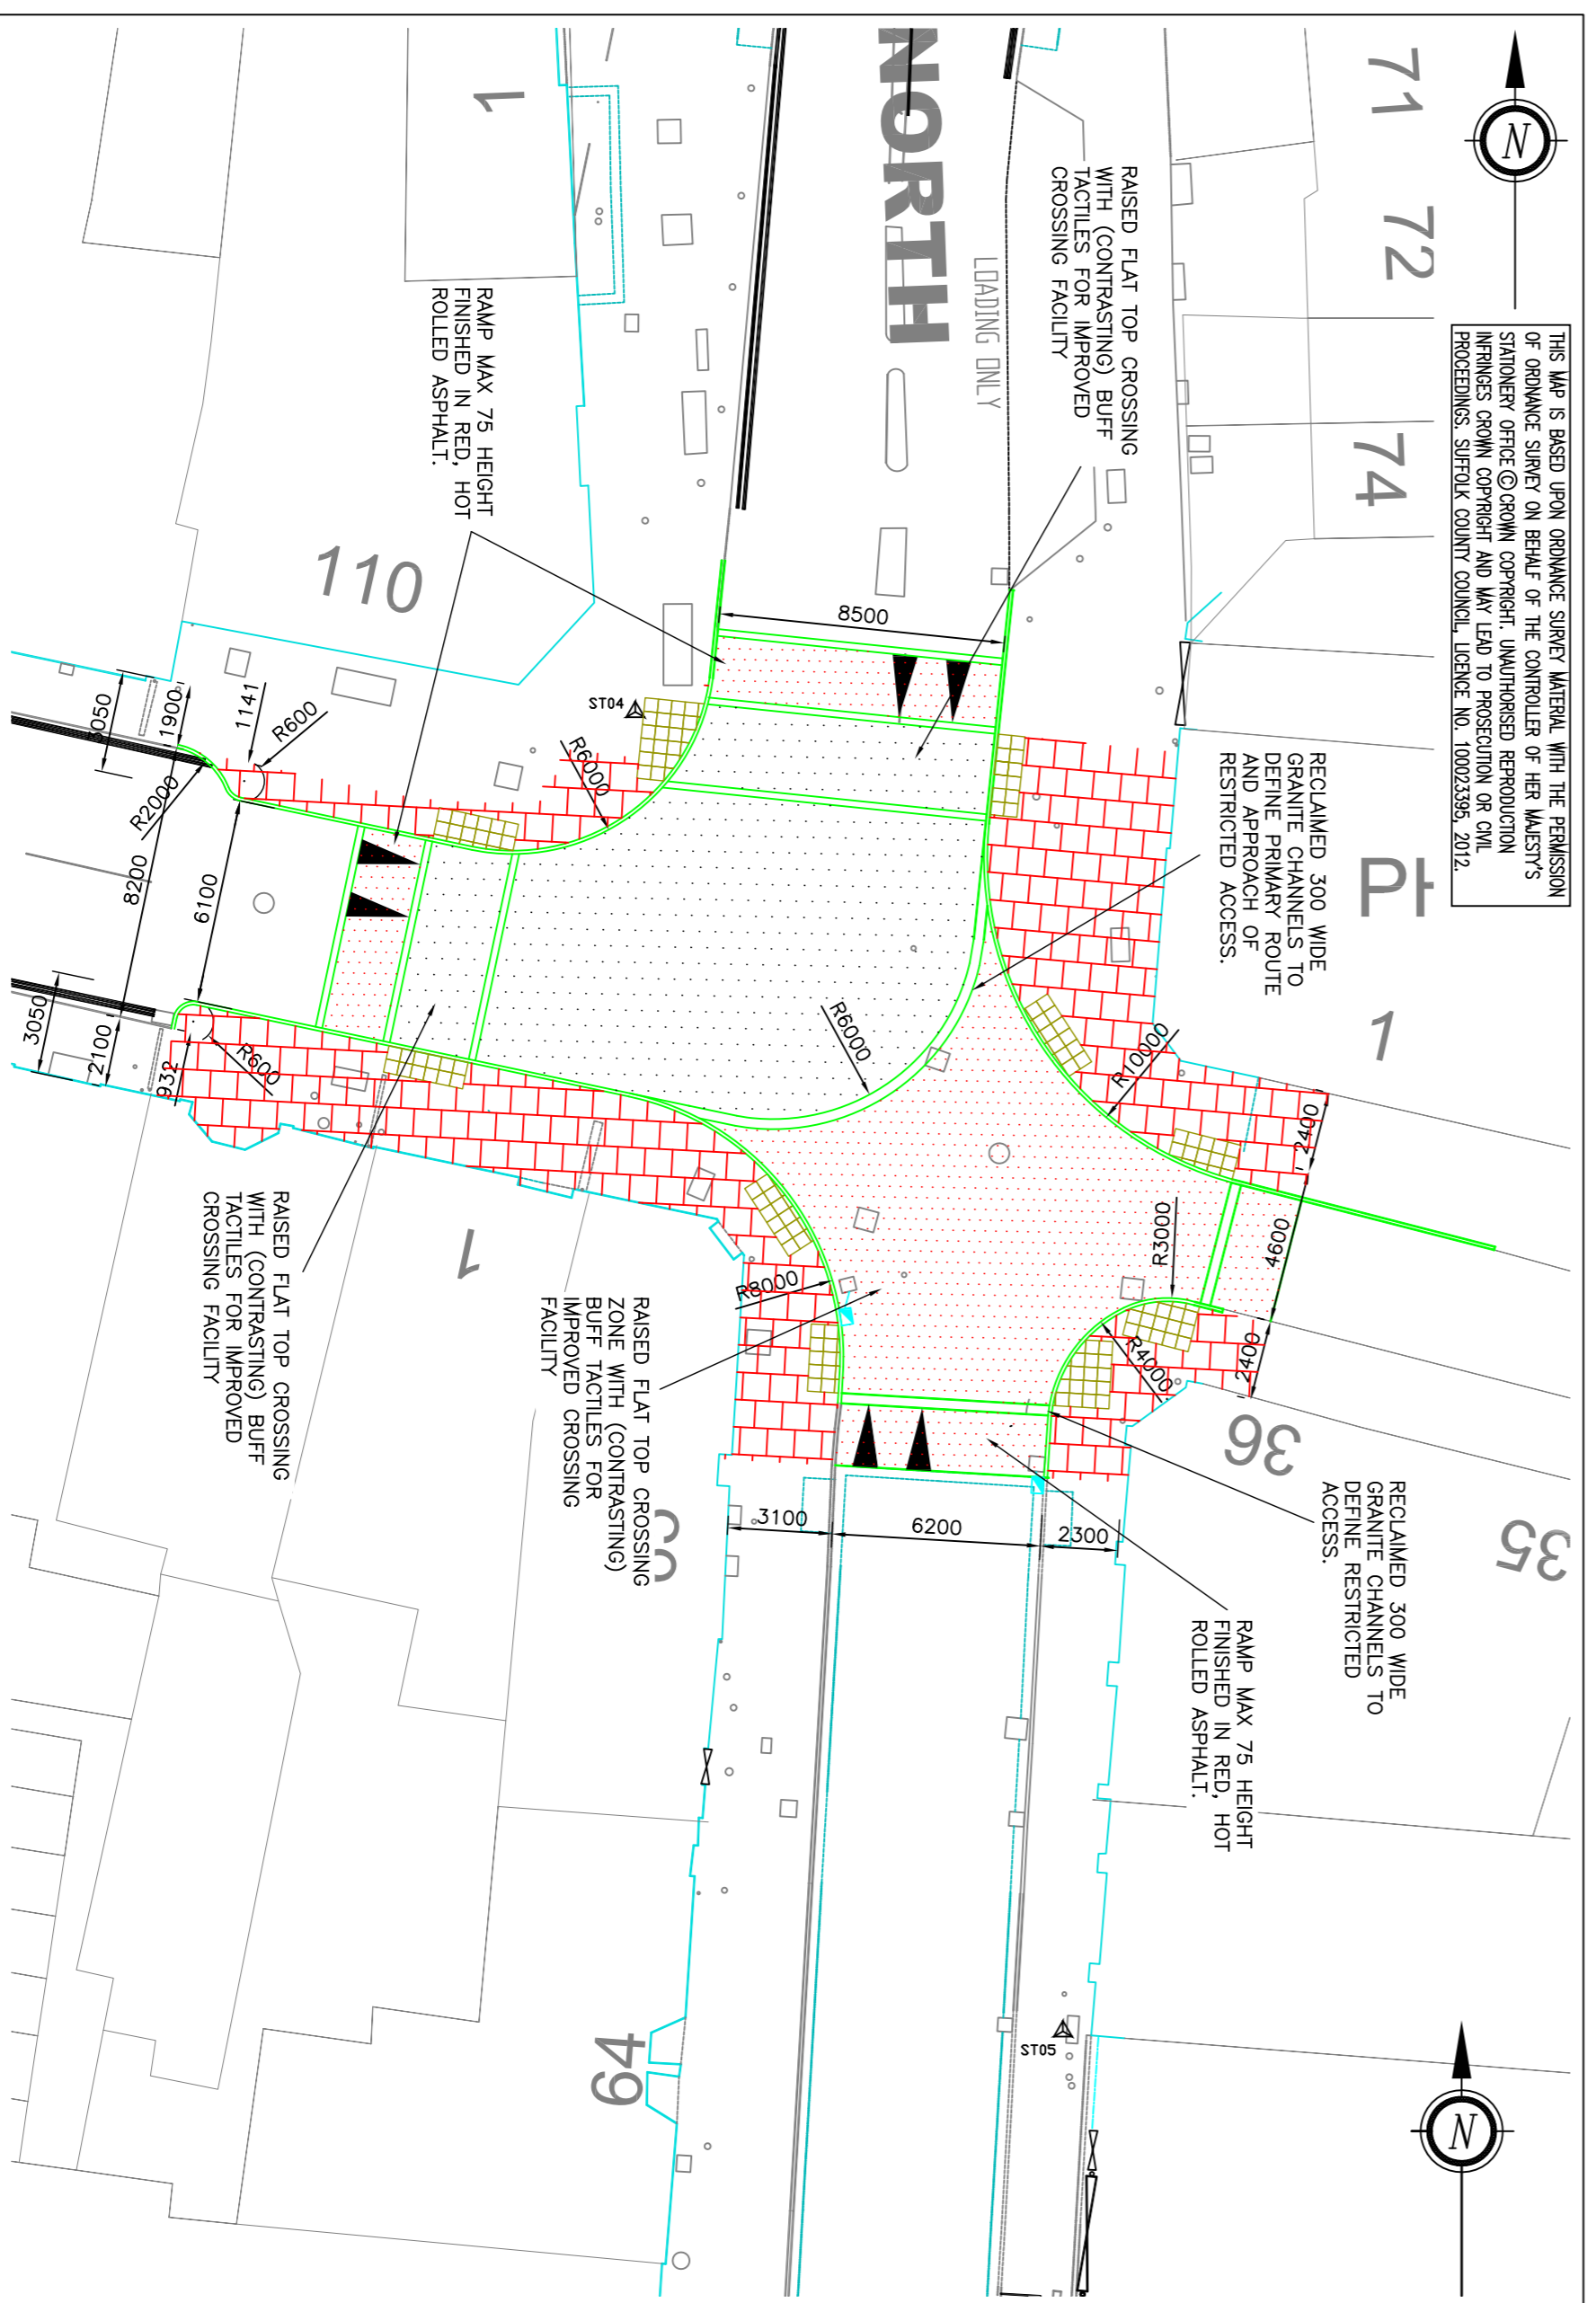 N
THIS MAP IS BASED UPON ORDNANCE SURVEY MATERIAL WITH THE PERMISSION
OF ORDNANCE SURVEY ON BEHALF OF THE CONTROLLER OF HER MAJESTY'S
STATIONERY OFFICE © CROWN COPYRIGHT. UNAUTHORISED REPRODUCTION
INFRINGES CROWN COPYRIGHT AND MAY LEAD TO PROSECUTION OR CIVIL
PROCEEDINGS. SUFFOLK COUNTY COUNCIL, LICENCE NO. 100023395, 2012.
71
72
74
PH
1
35
36
N
RECLAIMED 300 WIDE
GRANITE CHANNELS TO
DEFINE PRIMARY ROUTE
AND APPROACH OF
RESTRICTED ACCESS.
RECLAIMED 300 WIDE
GRANITE CHANNELS TO
DEFINE RESTRICTED
ACCESS.
RAMP MAX 75 HEIGHT
FINISHED IN RED, HOT
ROLLED ASPHALT.
RAISED FLAT TOP CROSSING
WITH (CONTRASTING) BUFF
TACTILES FOR IMPROVED
CROSSING FACILITY
LOADING ONLY
NORTH
2400
4600
2400
R10000
R3000
R4000
8500
R6000
R8000
3100
6200
2300
ST05
ST04
R6000
1
RAMP MAX 75 HEIGHT
FINISHED IN RED, HOT
ROLLED ASPHALT.
110
RAISED FLAT TOP CROSSING
ZONE WITH (CONTRASTING)
BUFF TACTILES FOR
IMPROVED CROSSING
FACILITY
64
1
RAISED FLAT TOP CROSSING
WITH (CONTRASTING) BUFF
TACTILES FOR IMPROVED
CROSSING FACILITY
R600
1141
1900
3050
R2000
8200
6100
R600
932
2100
3050